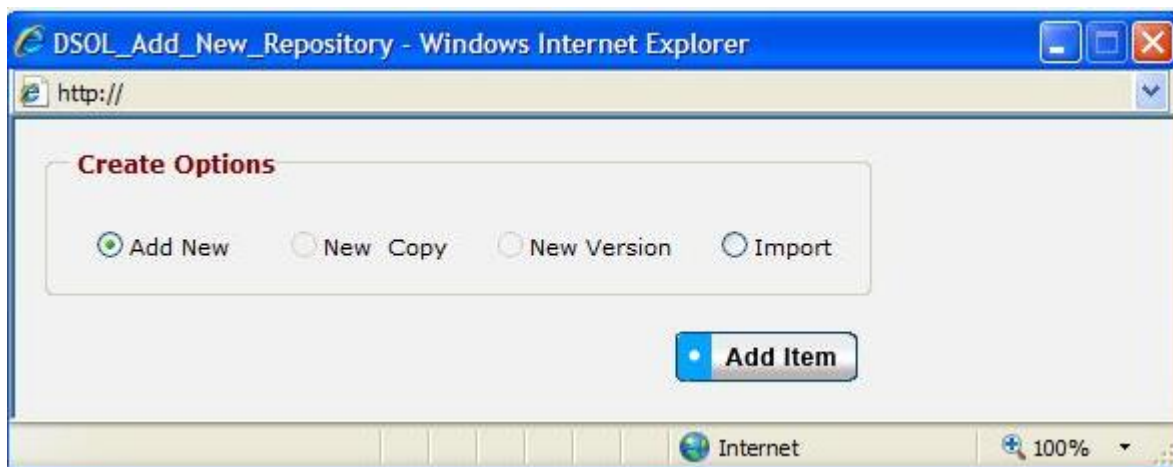 DSOL_Add_New_Repository - Windows Internet Explorer
http://
Create Options
Add New New Copy New Version Import
Add Item
Internet 100%